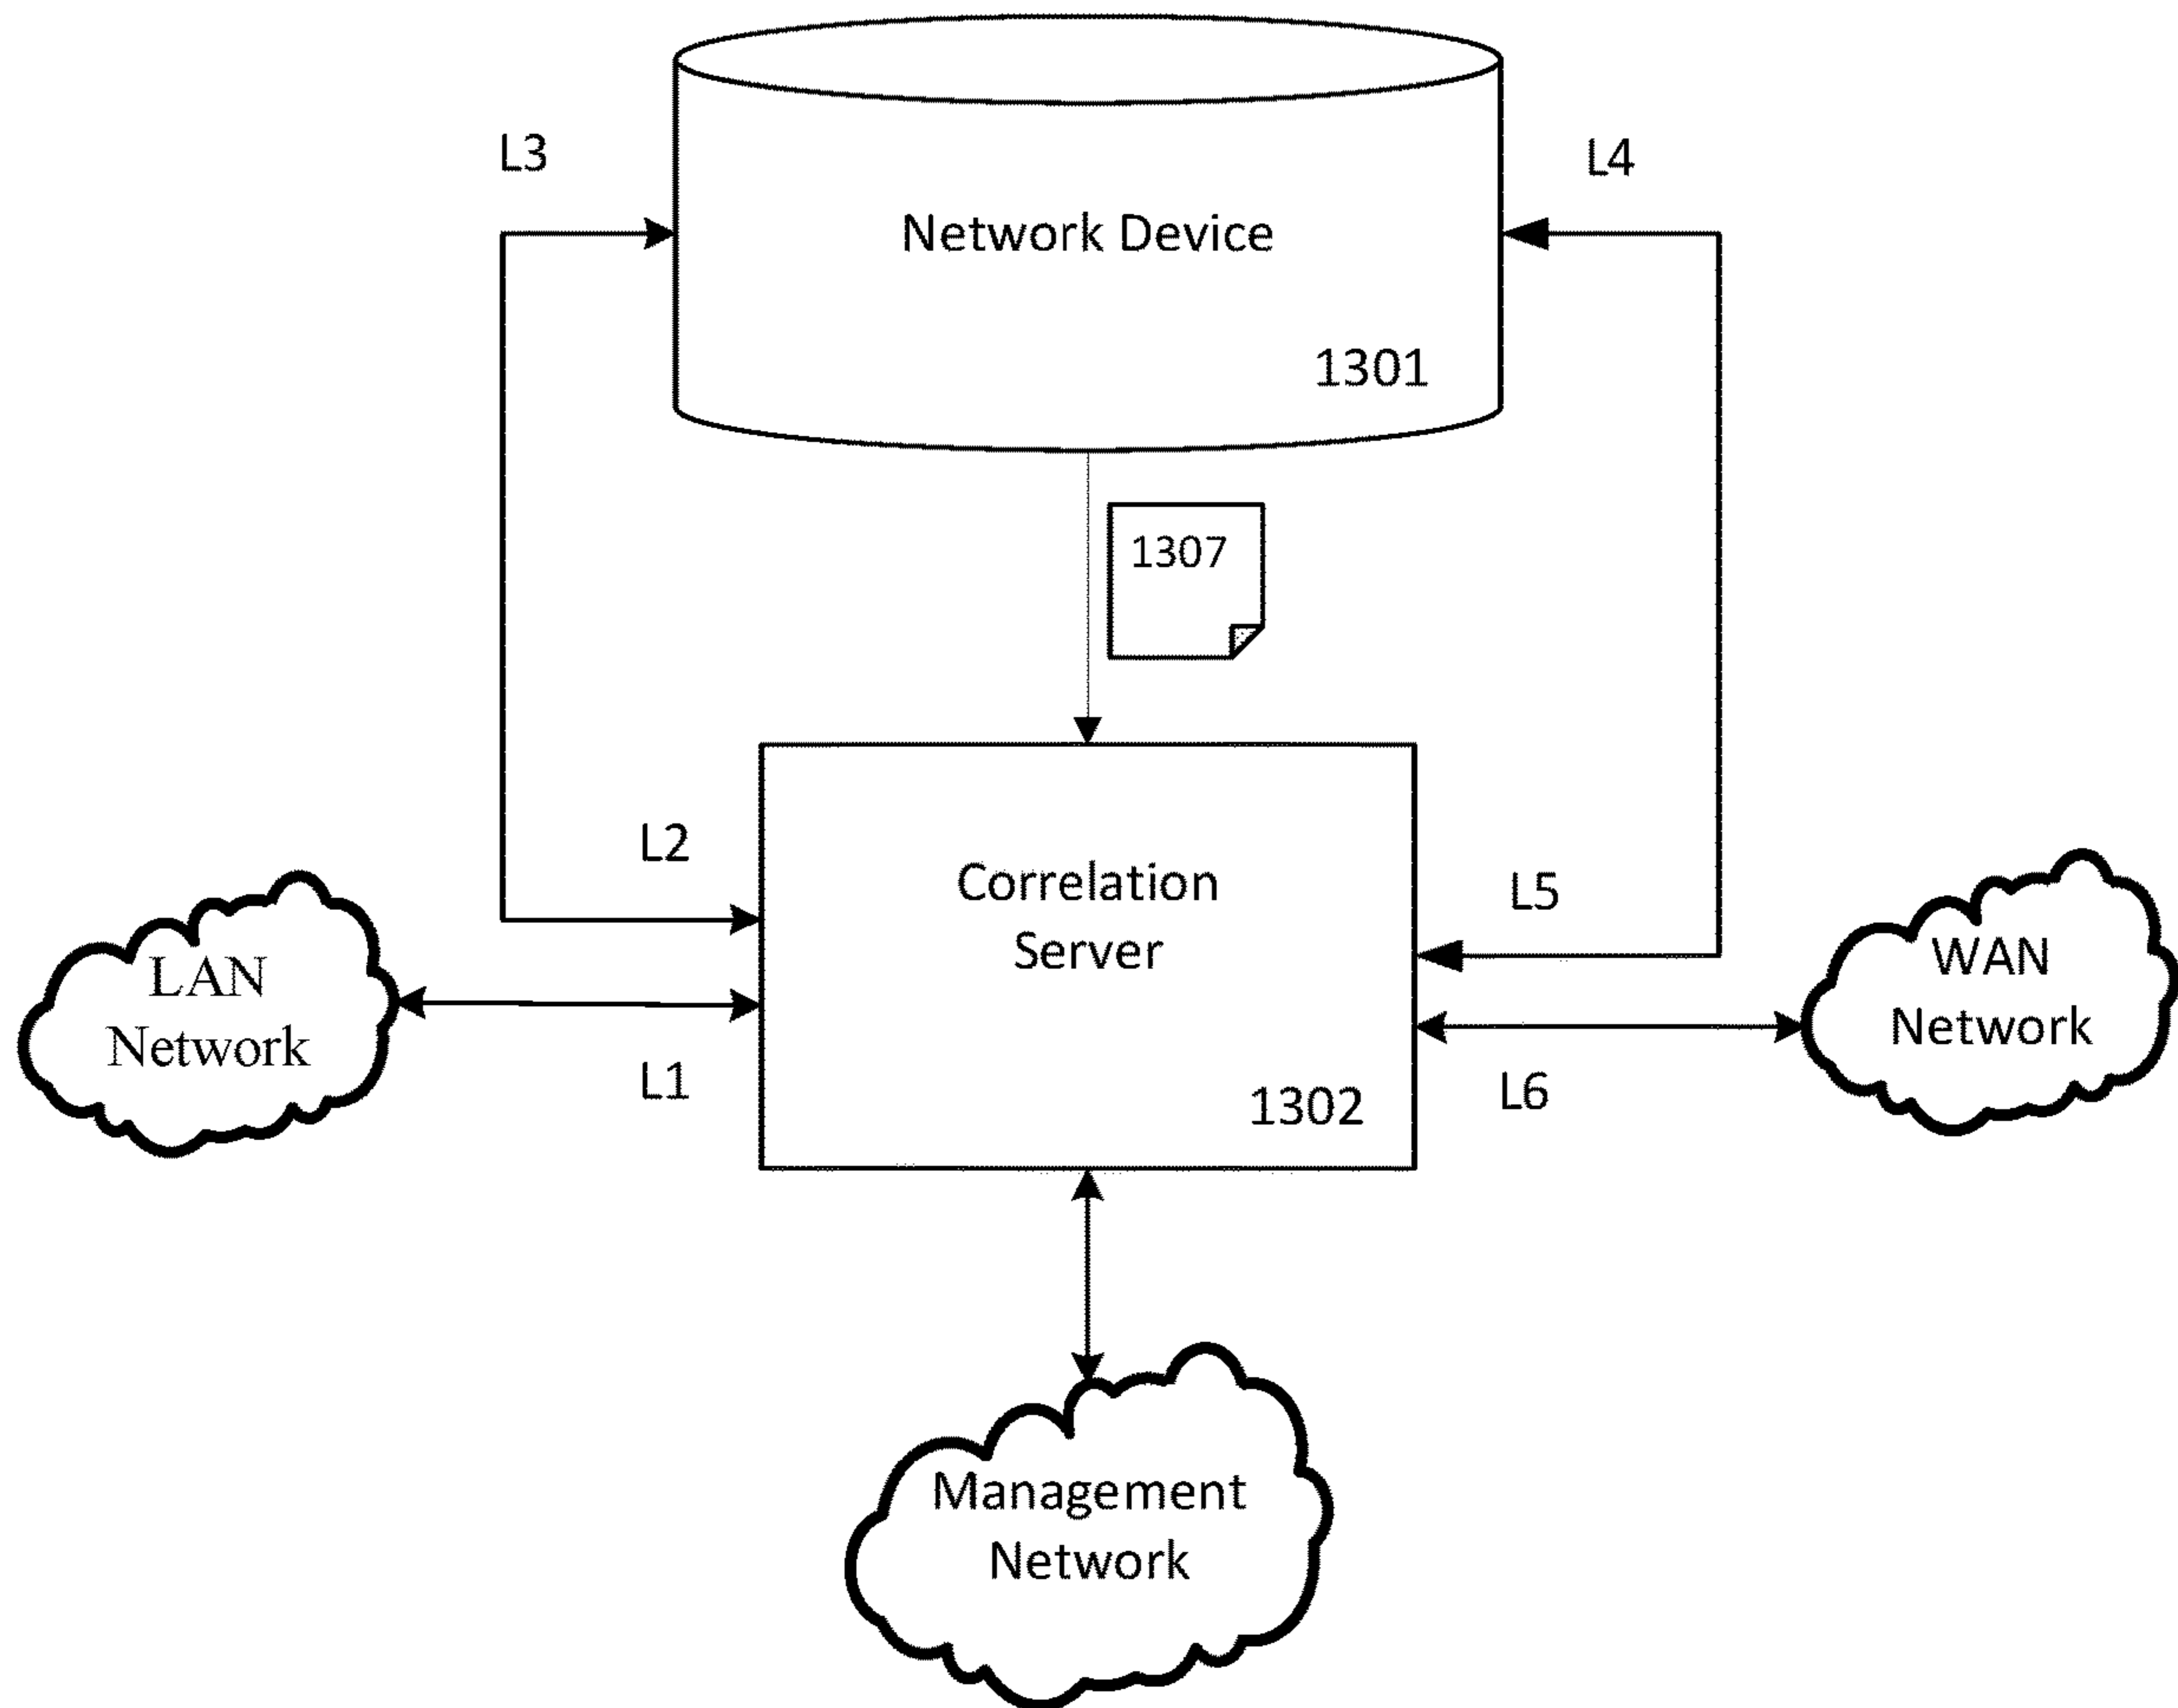 L3
L4
Network Device
1301
1307
L2
Correlation
Server
L5
LAN
Network
WAN
Network
L1
1302
L6
Management
Network